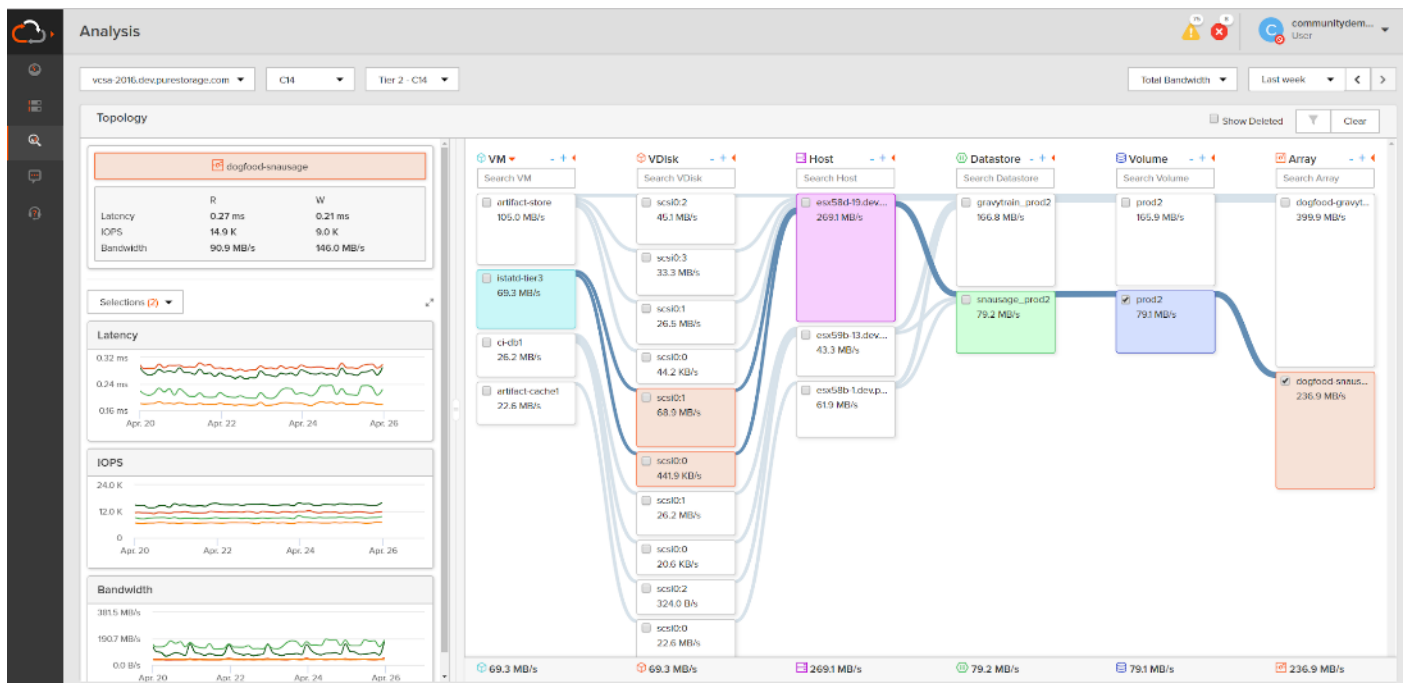 Analysis
75
8
C
communitydem...
User
vcsa-2016.dev.purestorage.com
C14
Tier 2 - C14
Total Bandwidth
Last week
Topology
Show Deleted
Clear
dogfood-snausage
R W
Latency 0.27 ms 0.21 ms
IOPS 14.9 K 9.0 K
Bandwidth 90.9 MB/s 146.0 MB/s
Selections (2)
Latency
0.32 ms
0.24 ms
0.16 ms
Apr. 20 Apr. 22 Apr. 24 Apr. 26
IOPS
24.0 K
12.0 K
0
Apr. 20 Apr. 22 Apr. 24 Apr. 26
Bandwidth
381.5 MB/s
190.7 MB/s
0.0 B/s
Apr. 20 Apr. 22 Apr. 24 Apr. 26
VM - +
Search VM
artifact-store
105.0 MB/s
istatd-tier3
69.3 MB/s
ci-db1
26.2 MB/s
artifact-cache1
22.6 MB/s
69.3 MB/s
VDisk - +
Search VDisk
scsi0:2
45.1 MB/s
scsi0:3
33.3 MB/s
scsi0:1
26.5 MB/s
scsi0:0
44.2 KB/s
scsi0:1
68.9 MB/s
scsi0:0
441.9 KB/s
scsi0:1
26.2 MB/s
scsi0:0
20.6 KB/s
scsi0:2
324.0 B/s
scsi0:0
22.6 MB/s
69.3 MB/s
Host - +
Search Host
esx58d-19.dev....
269.1 MB/s
esx59b-13.dev....
43.3 MB/s
esx58b-1.dev.p...
61.9 MB/s
269.1 MB/s
Datastore - +
Search Datastore
gravytrain_prod2
166.8 MB/s
snausage_prod2
79.2 MB/s
79.2 MB/s
Volume - +
Search Volume
prod2
165.9 MB/s
prod2
79.1 MB/s
79.1 MB/s
Array - +
Search Array
dogfood-gravyt...
399.9 MB/s
dogfood-snaus...
236.9 MB/s
236.9 MB/s